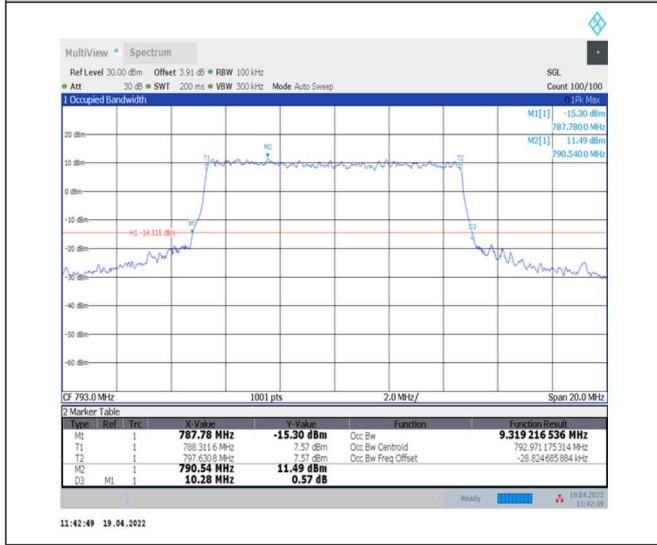 MultiView Spectrum
Ref Level 30.00 dBm Offset 3.91 dB RBW 100 kHz SGL
Att 30 dB SWT 200 ms VBW 300 kHz Mode Auto Sweep Count 100/100
1 Occupied Bandwidth 1Pk Max
M1[1] -15.30 dBm
787.7800 MHz
M2[1] 11.49 dBm
790.5400 MHz
20 dBm
M2
T1
T2
10 dBm
0 dBm
-10 dBm
M1
D3
H1 -14.515 dBm
-20 dBm
-30 dBm
-40 dBm
-50 dBm
-60 dBm
CF 793.0 MHz 1001 pts 2.0 MHz/ Span 20.0 MHz
2 Marker Table
Type Ref Trc X-Value Y-Value Function Function Result
M1 1 787.78 MHz -15.30 dBm Occ Bw 9.319 216 536 MHz
T1 1 788.3116 MHz 7.57 dBm Occ Bw Centroid 792.971 175 314 MHz
T2 1 797.6308 MHz 7.57 dBm Occ Bw Freq Offset -28.824 685 884 kHz
M2 1 790.54 MHz 11.49 dBm
D3 M1 1 10.28 MHz 0.57 dB
Ready 19.04.2022
11:42:49
11:42:49 19.04.2022